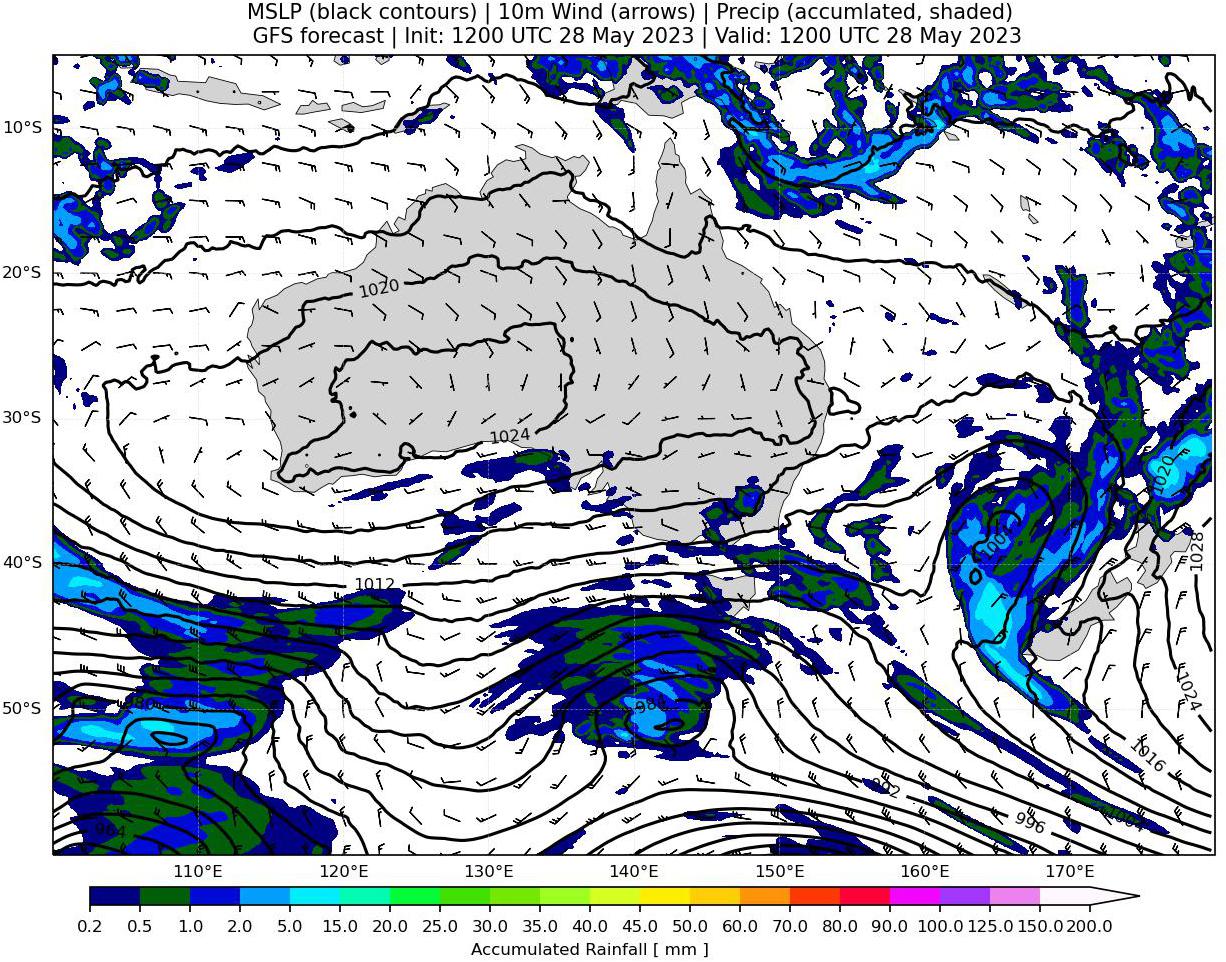 MSLP (black contours) | 10m Wind (arrows) | Precip (accumlated, shaded)
GFS forecast | Init: 1200 UTC 28 May 2023 | Valid: 1200 UTC 28 May 2023
10°S
20°S
1020
1024
30°S
1020
1028
40°S
1012
1024
980
980
50°S
1016
992
996
1004
964
110°E 120°E 130°E 140°E 150°E 160°E 170°E
0.2 0.5 1.0 2.0 5.0 10.0 15.0 20.0 25.0 30.0 35.0 40.0 45.0 50.0 60.0 70.0 80.0 90.0 100.0 125.0 150.0 200.0
Accumulated Rainfall [ mm ]